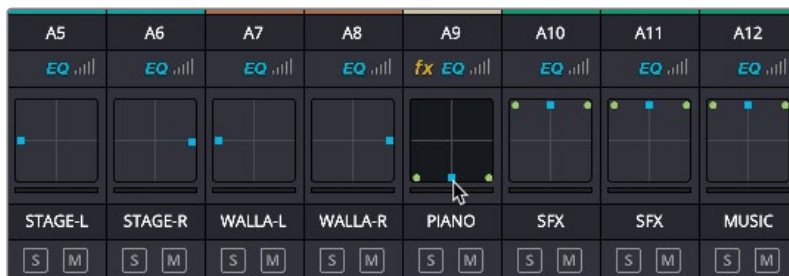 A5 A6 A7 A8 A9 A10 A11 A12
EQ EQ EQ EQ fx EQ EQ EQ EQ
STAGE-L STAGE-R WALLA-L WALLA-R PIANO SFX SFX MUSIC
S M S M S M S M S M S M S M S M